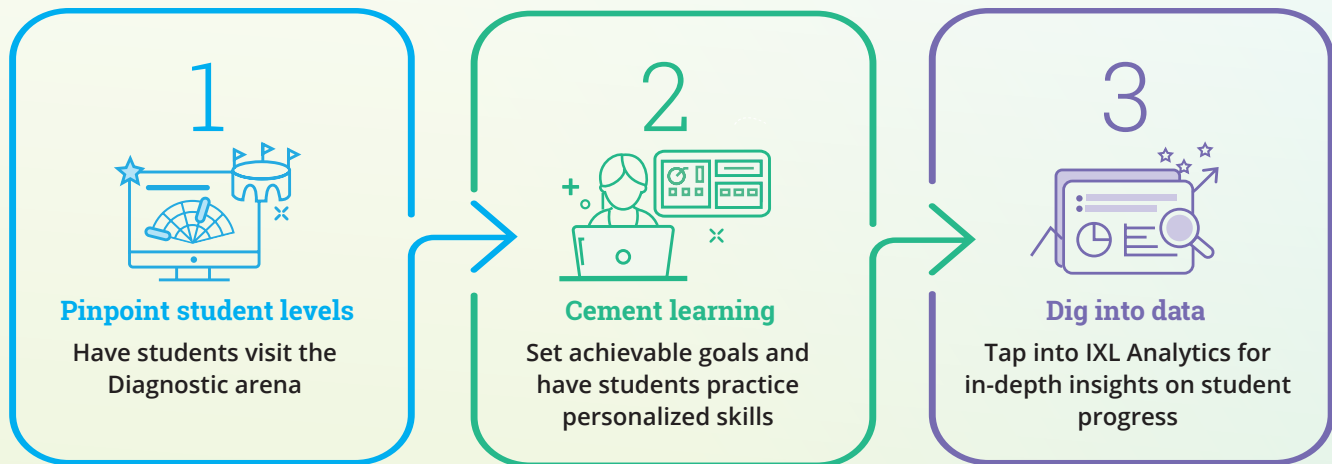 1
Pinpoint student levels
Have students visit the
Diagnostic arena
2
Cement learning
Set achievable goals and
have students practice
personalized skills
3
Dig into data
Tap into IXL Analytics for
in-depth insights on student
progress